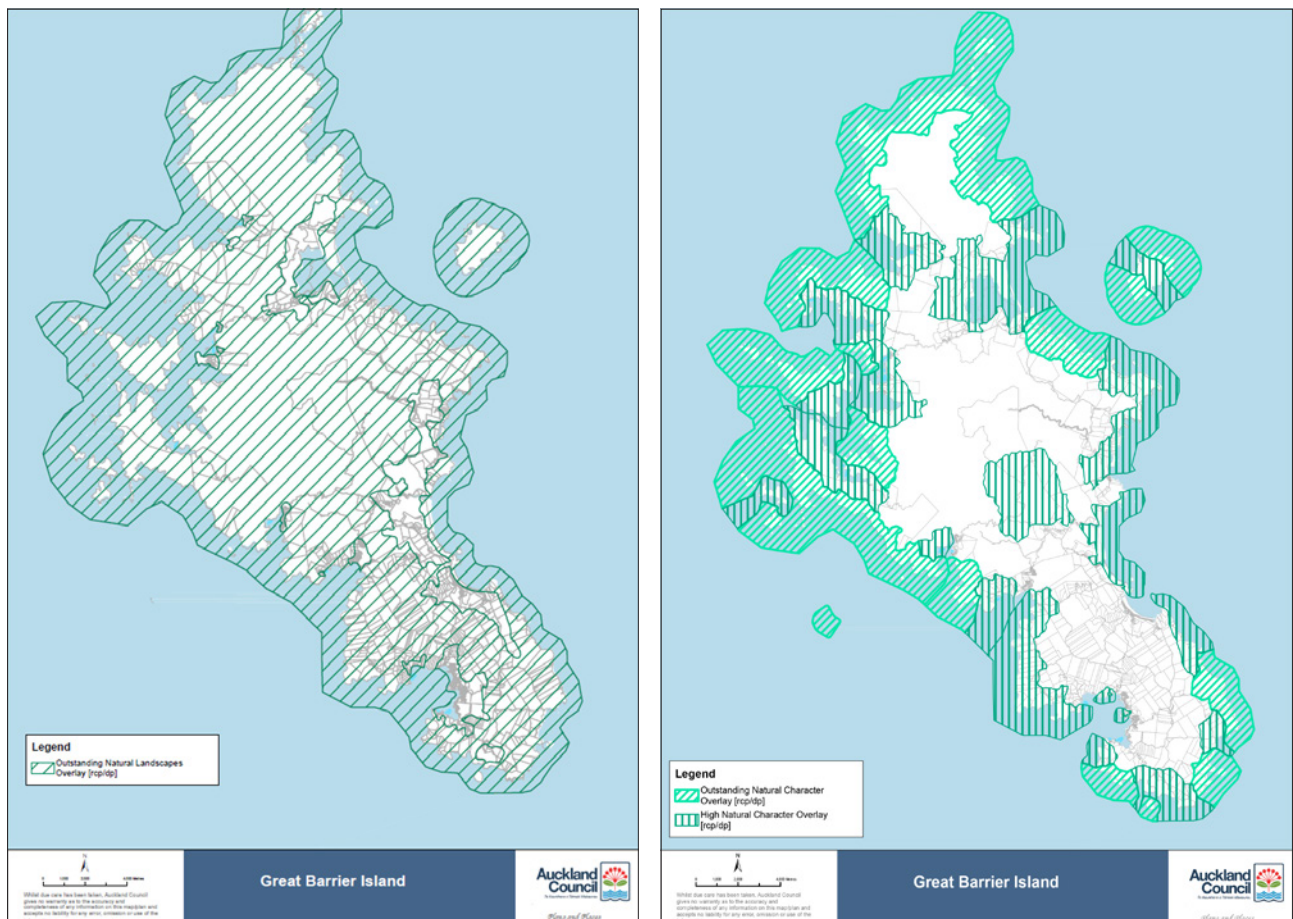 Legend
Outstanding Natural Landscapes
Overlay [rcp/dp]
N
Whilst due care has been taken, Auckland Council
gives no warranty as to the accuracy and
completeness of any information on this map/plan and
accepts no liability for any error, omission or use of the
Great Barrier Island
Auckland
Council
Legend
Outstanding Natural Character
Overlay [rcp/dp]
High Natural Character Overlay
[rcp/dp]
N
Whilst due care has been taken, Auckland Council
gives no warranty as to the accuracy and
completeness of any information on this map/plan and
accepts no liability for any error, omission or use of the
Great Barrier Island
Auckland
Council